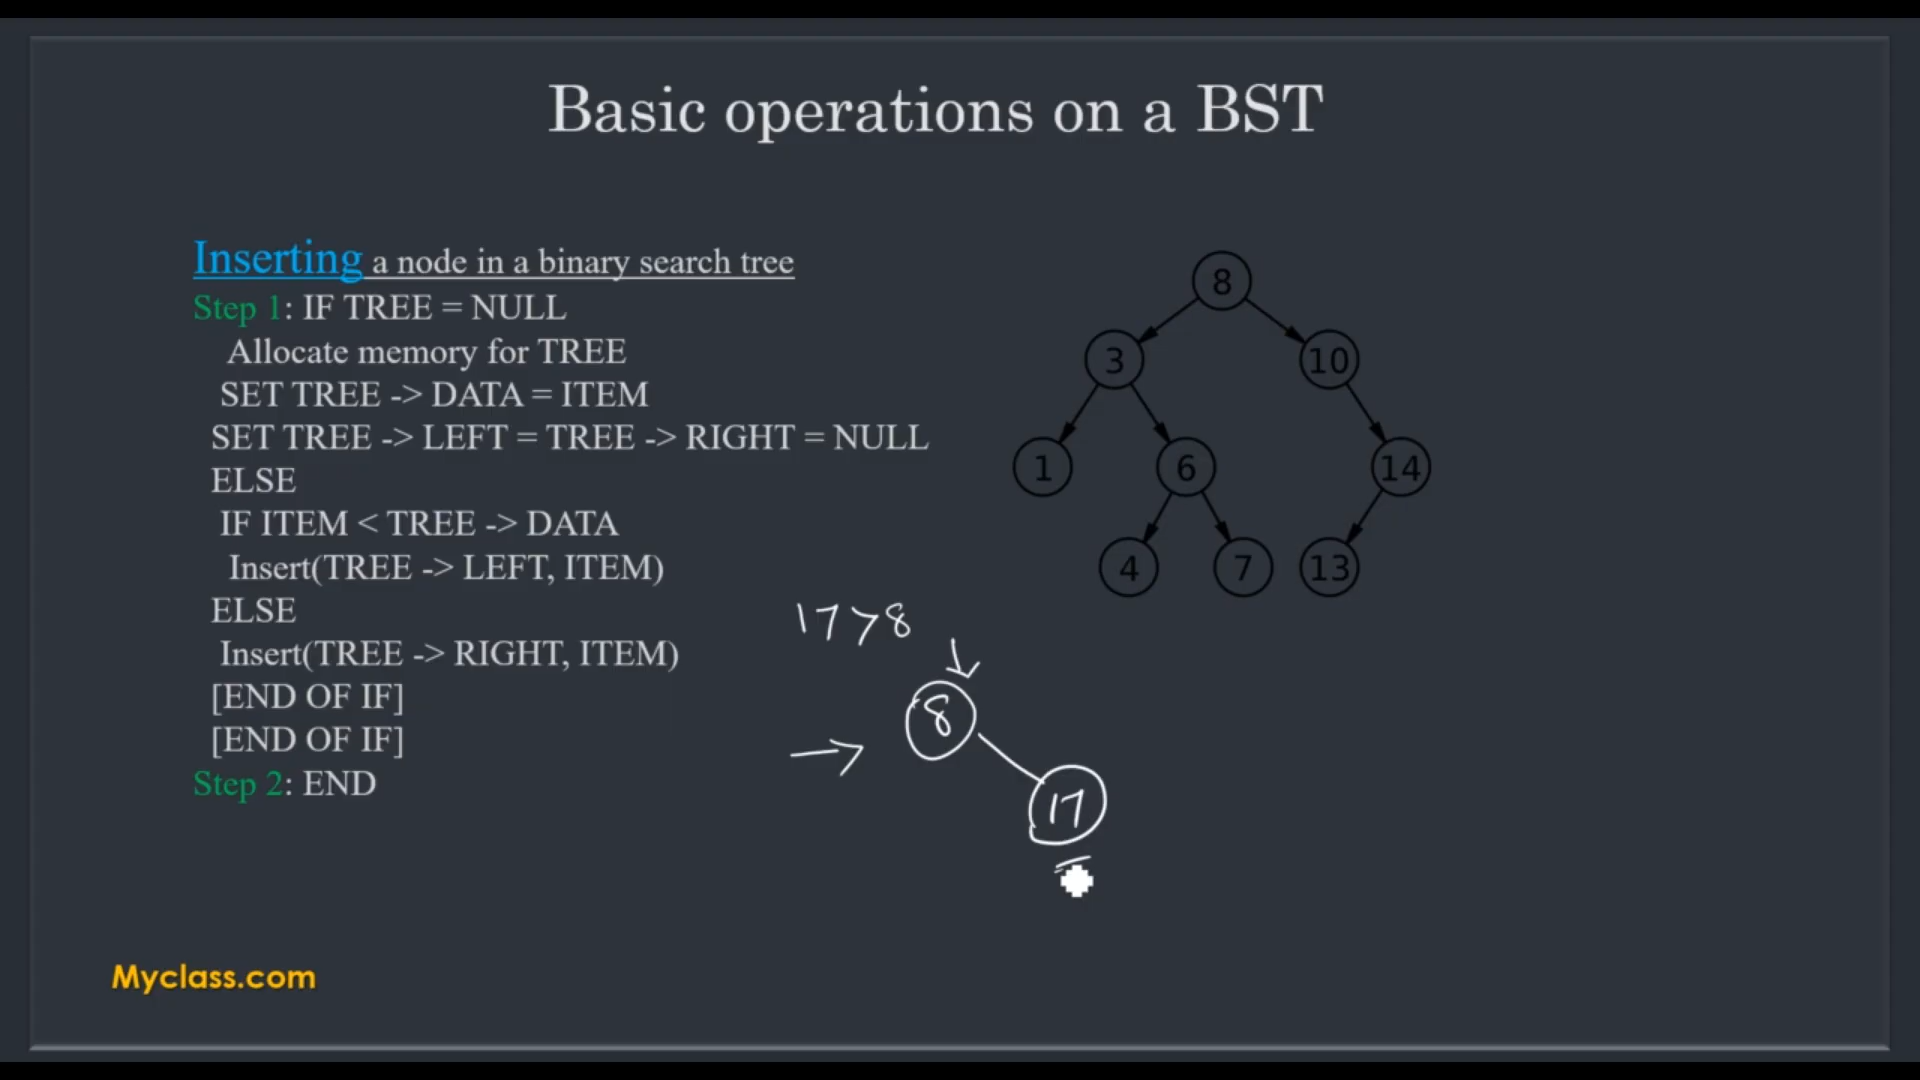 Basic operations on a BST
Inserting a node in a binary search tree
Step 1: IF TREE = NULL
Allocate memory for TREE
SET TREE -> DATA = ITEM
SET TREE -> LEFT = TREE -> RIGHT = NULL
ELSE
IF ITEM < TREE -> DATA
Insert(TREE -> LEFT, ITEM)
ELSE
Insert(TREE -> RIGHT, ITEM)
[END OF IF]
[END OF IF]
Step 2: END
8
3 10
1 6 14
4 7 13
17 > 8
8
17
Myclass.com